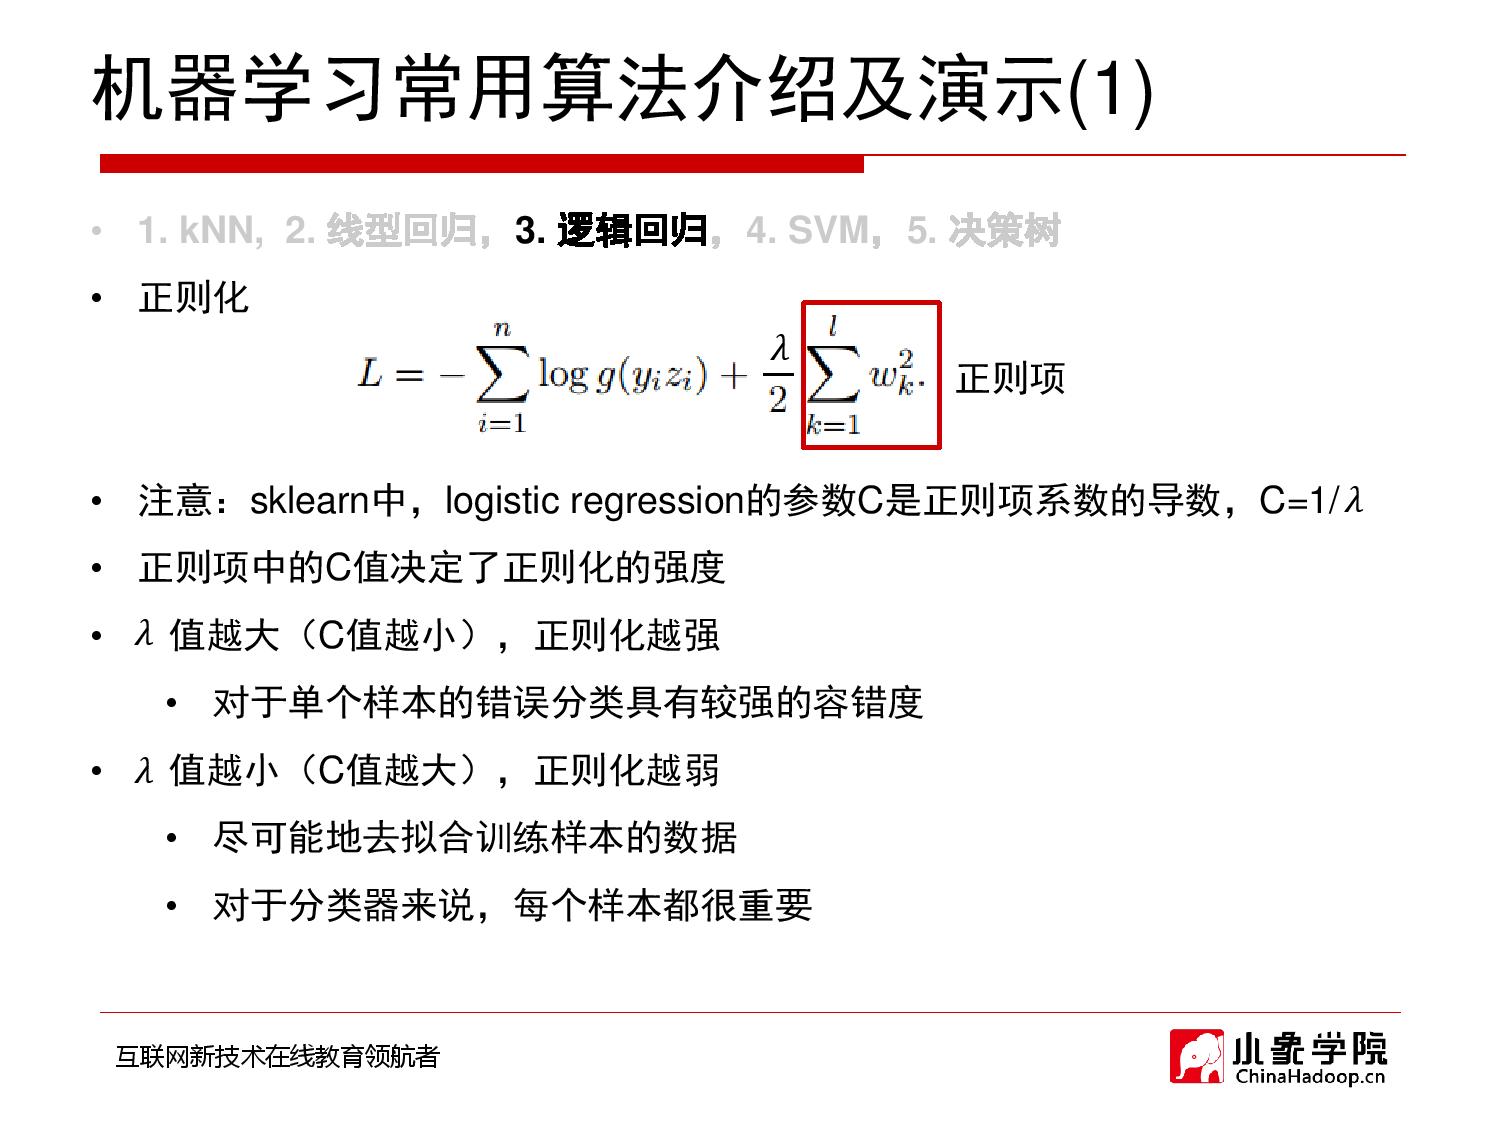 机器学习常用算法介绍及演示(1)
• 1. kNN, 2. 线型回归，3. 逻辑回归，4. SVM，5. 决策树
• 正则化
L = − ∑_{i=1}^{n} log g(y_i z_i) + λ/2 ∑_{k=1}^{l} w_k^2. 正则项
• 注意：sklearn中，logistic regression的参数C是正则项系数的导数，C=1/λ
• 正则项中的C值决定了正则化的强度
• λ 值越大（C值越小），正则化越强
• 对于单个样本的错误分类具有较强的容错度
• λ 值越小（C值越大），正则化越弱
• 尽可能地去拟合训练样本的数据
• 对于分类器来说，每个样本都很重要
互联网新技术在线教育领航者
小象学院
ChinaHadoop.cn